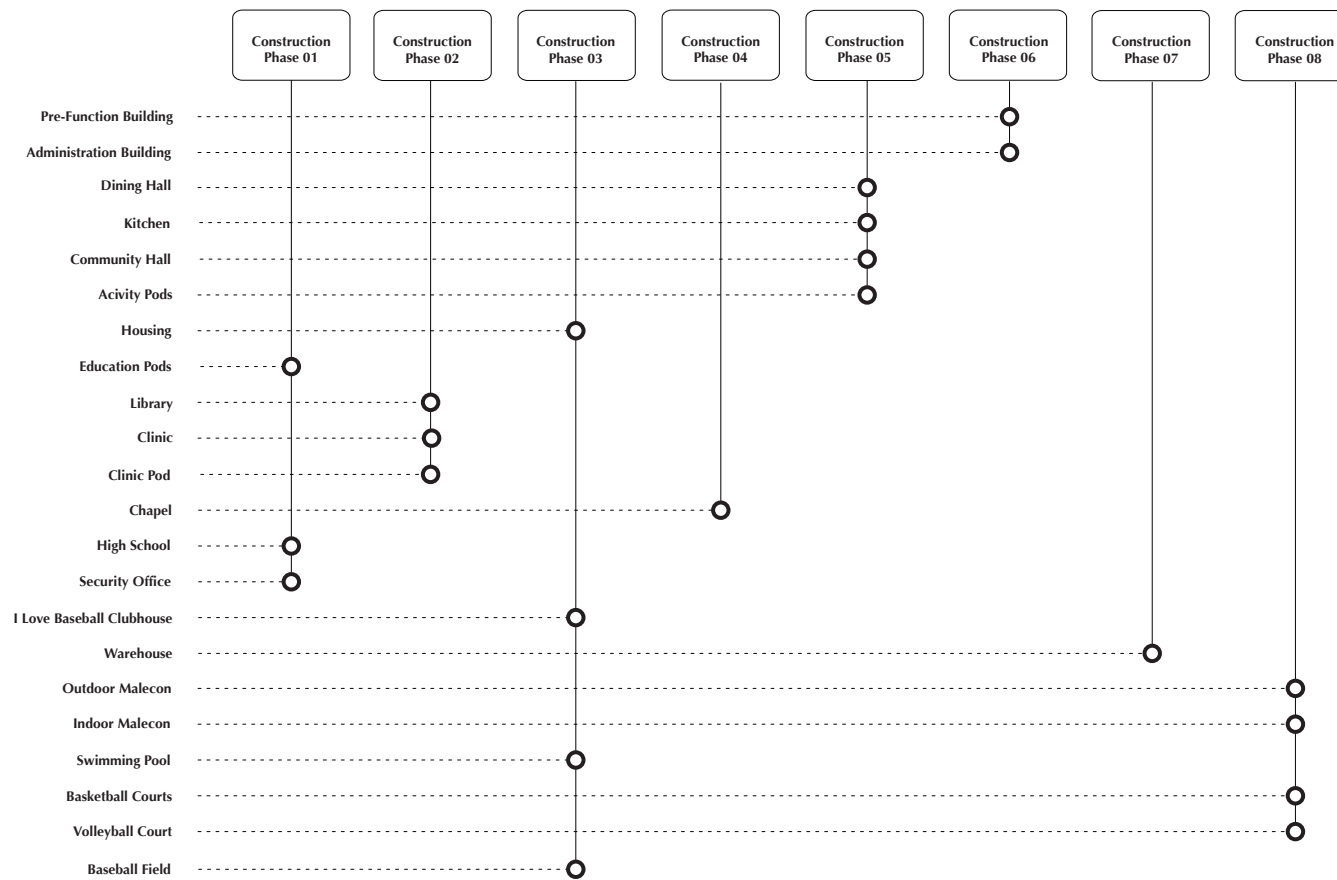 Construction
Phase 01
Construction
Phase 02
Construction
Phase 03
Construction
Phase 04
Construction
Phase 05
Construction
Phase 06
Construction
Phase 07
Construction
Phase 08
Pre-Function Building
Administration Building
Dining Hall
Kitchen
Community Hall
Acivity Pods
Housing
Education Pods
Library
Clinic
Clinic Pod
Chapel
High School
Security Office
I Love Baseball Clubhouse
Warehouse
Outdoor Malecon
Indoor Malecon
Swimming Pool
Basketball Courts
Volleyball Court
Baseball Field